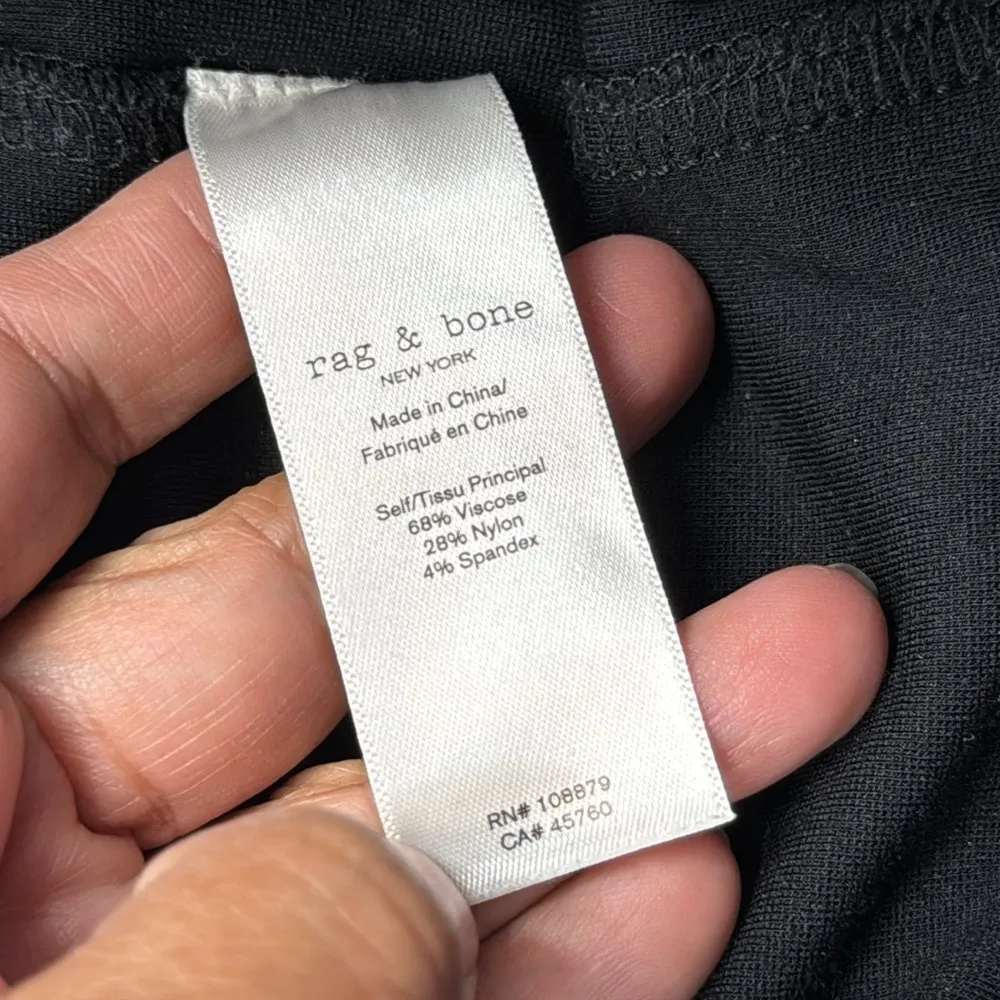 rag & bone
NEW YORK
Made in China/
Fabriqué en Chine
Self/Tissu Principal
68% Viscose
28% Nylon
4% Spandex
RN# 108879
CA# 45760